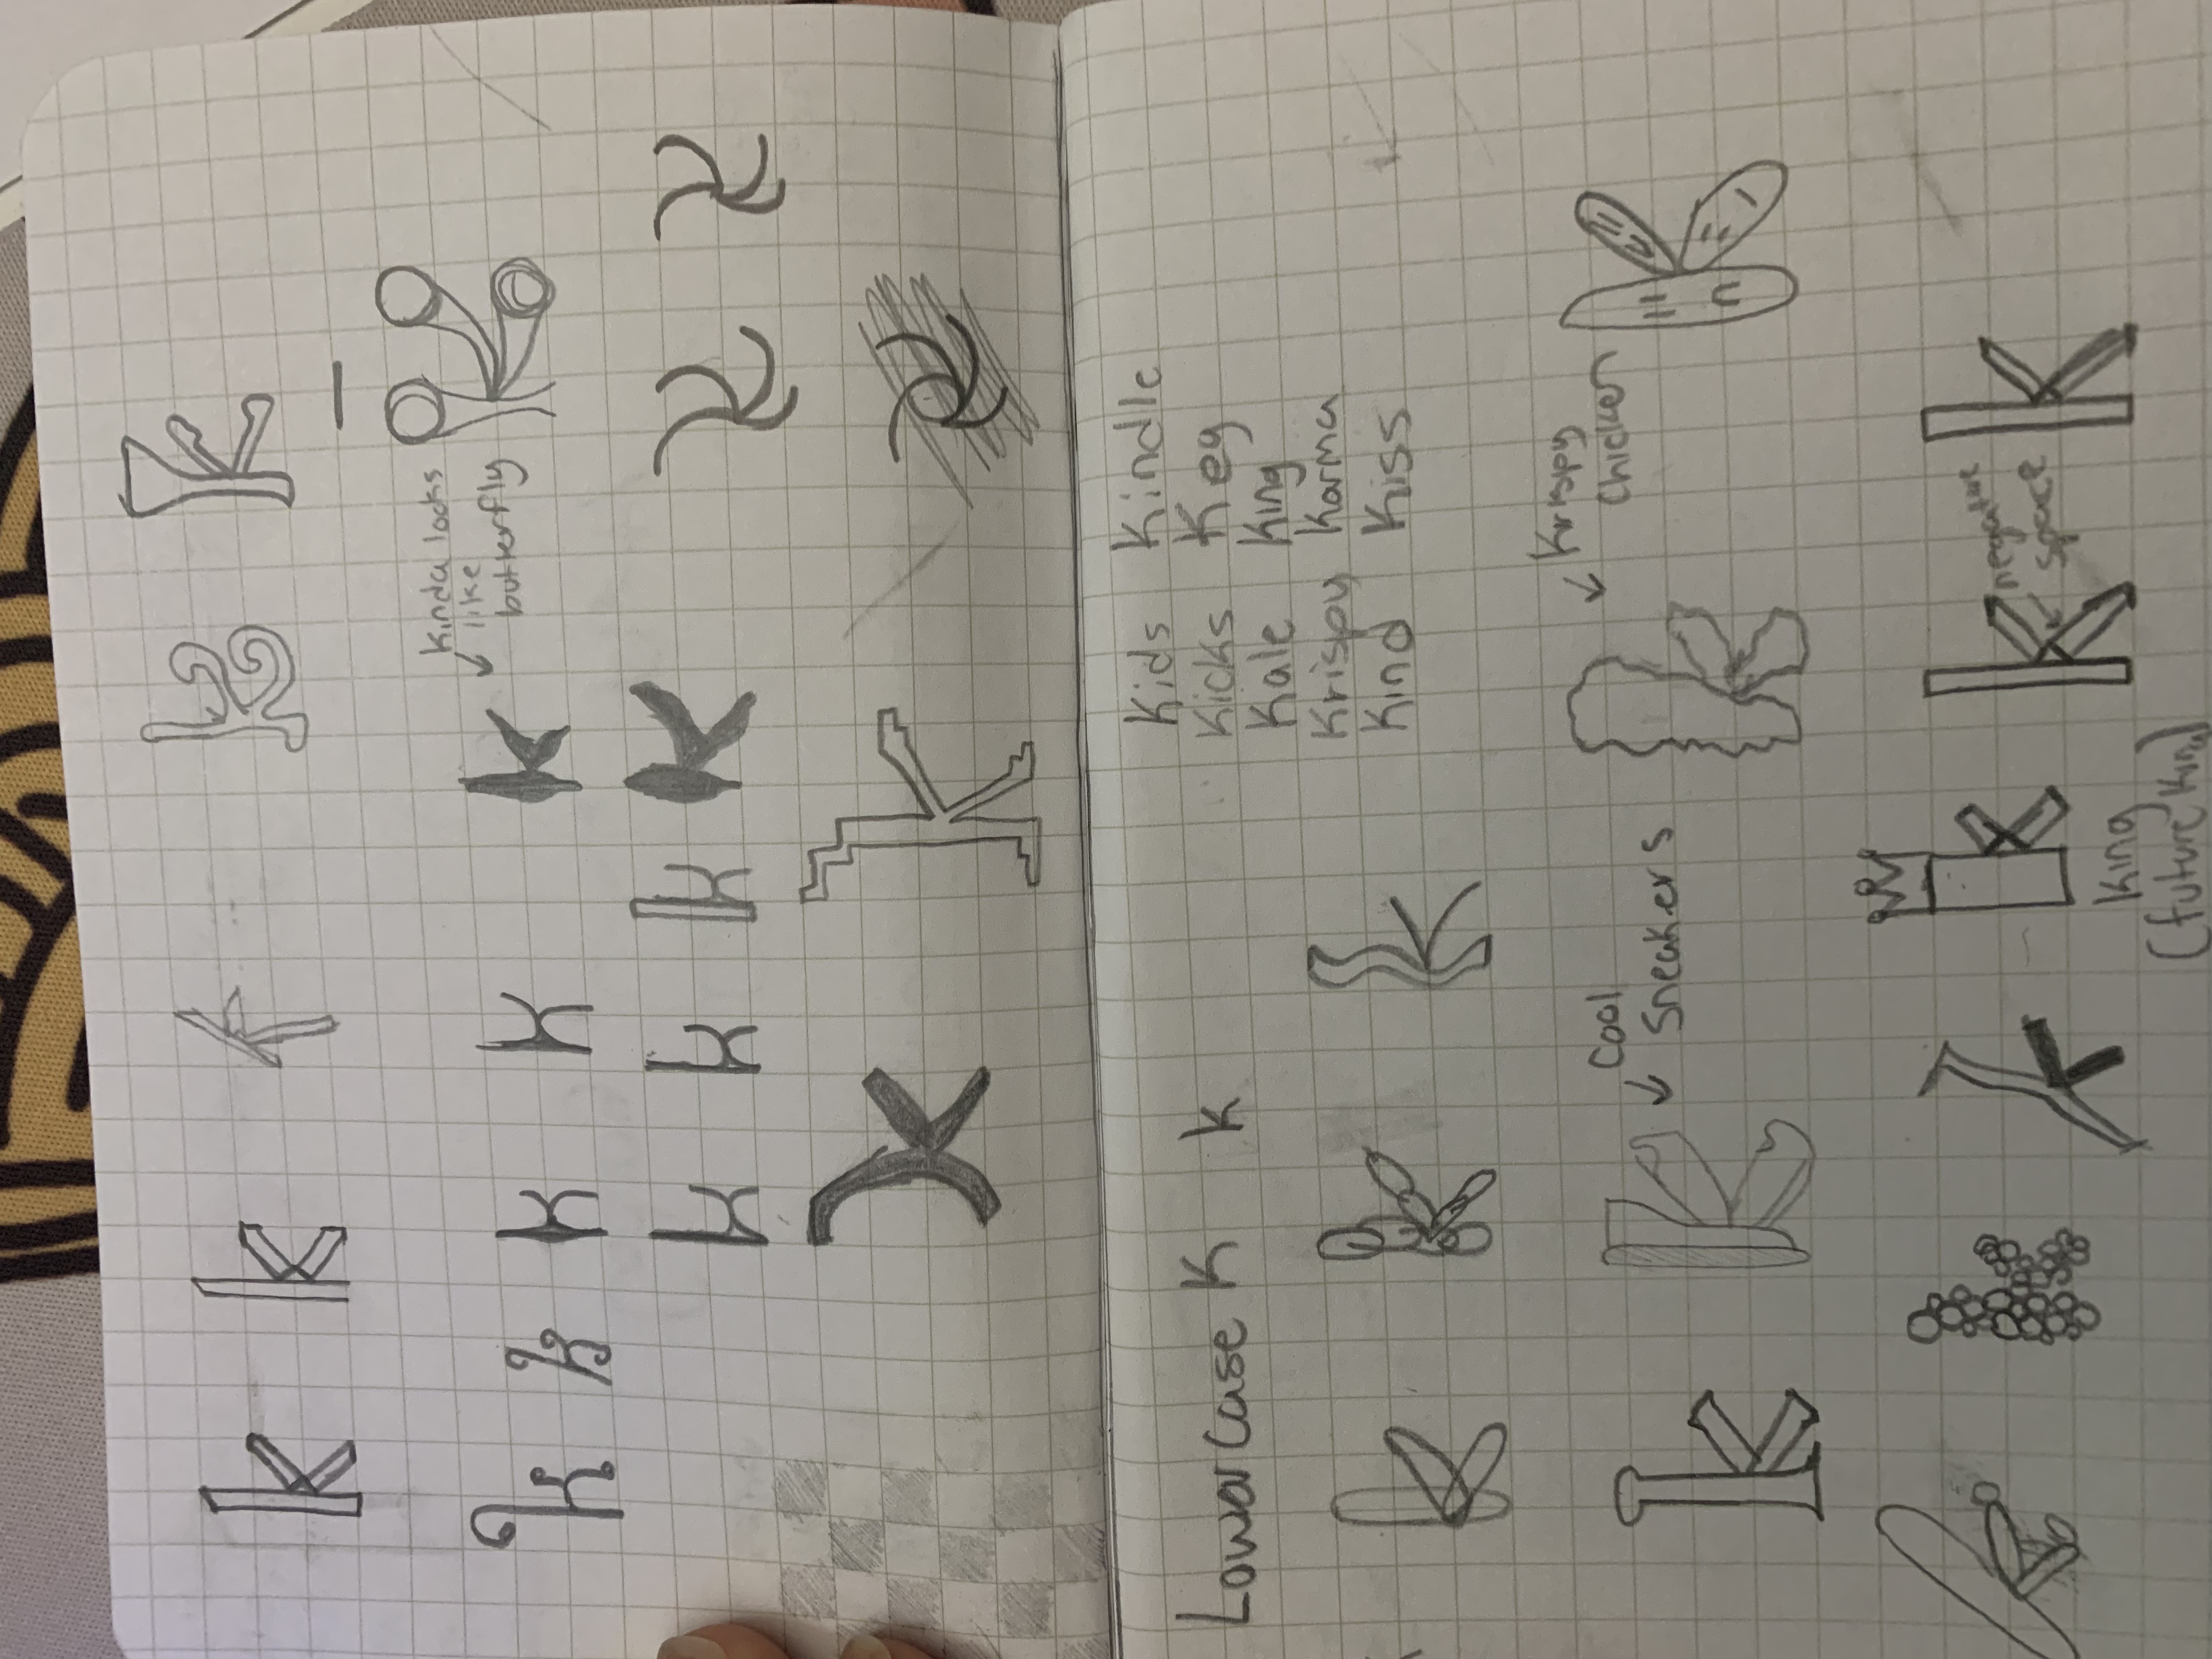 Kinda looks
like
butterfly
Lowercase K k
Kids Kindle
Kicks Keg
Kale King
Krispy Karma
Kind Kiss
Cool
Sneakers
Krispy
Chicken
negative
space
King
(future King)